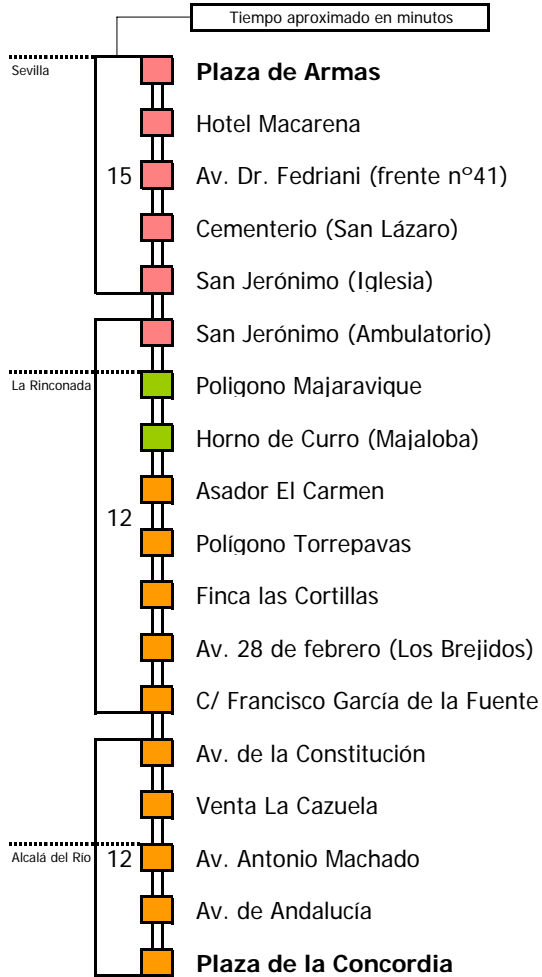 Tiempo aproximado en minutos
Sevilla
Plaza de Armas
Hotel Macarena
15
Av. Dr. Fedriani (frente nº41)
Cementerio (San Lázaro)
San Jerónimo (Iglesia)
San Jerónimo (Ambulatorio)
La Rinconada
Poligono Majaravique
Horno de Curro (Majaloba)
Asador El Carmen
12
Polígono Torrepavas
Finca las Cortillas
Av. 28 de febrero (Los Brejidos)
C/ Francisco García de la Fuente
Av. de la Constitución
Venta La Cazuela
Alcalá del Río
12
Av. Antonio Machado
Av. de Andalucía
Plaza de la Concordia